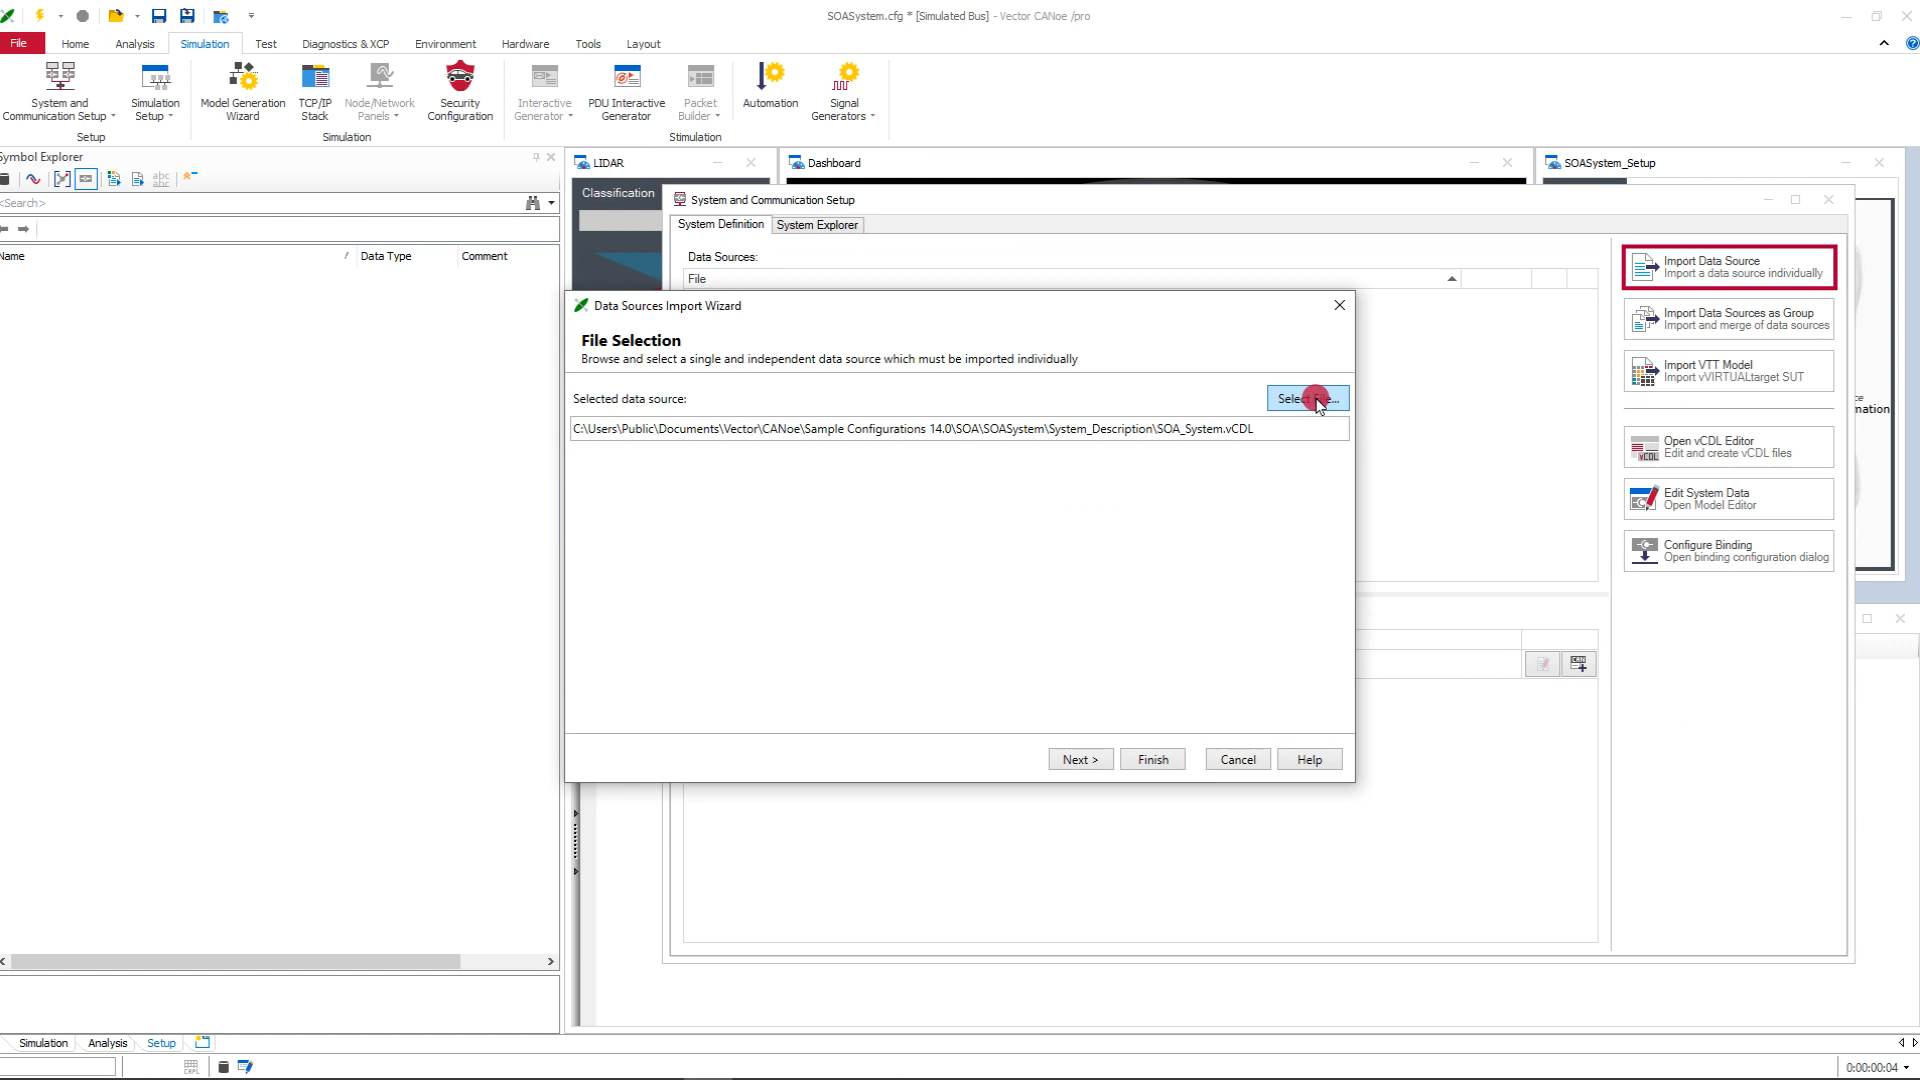 SOASystem.cfg * [Simulated Bus] - Vector CANoe /pro
File
Home
Analysis
Simulation
Test
Diagnostics & XCP
Environment
Hardware
Tools
Layout
System and
Communication Setup
Simulation
Setup
Model Generation
Wizard
TCP/IP
Stack
Node/Network
Panels
Security
Configuration
Interactive
Generator
PDU Interactive
Generator
Packet
Builder
Automation
Signal
Generators
Setup
Simulation
Stimulation
Symbol Explorer
<Search>
Name
Data Type
Comment
LIDAR
Dashboard
SOASystem_Setup
Classification
System and Communication Setup
System Definition
System Explorer
Data Sources:
File
Import Data Source
Import a data source individually
Import Data Sources as Group
Import and merge of data sources
Import VTT Model
Import vVIRTUALtarget SUT
Open vCDL Editor
Edit and create vCDL files
Edit System Data
Open Model Editor
Configure Binding
Open binding configuration dialog
Data Sources Import Wizard
File Selection
Browse and select a single and independent data source which must be imported individually
Selected data source:
Select File...
C:\Users\Public\Documents\Vector\CANoe\Sample Configurations 14.0\SOA\SOASystem\System_Description\SOA_System.vCDL
Next >
Finish
Cancel
Help
Simulation
Analysis
Setup
0:00:00:04